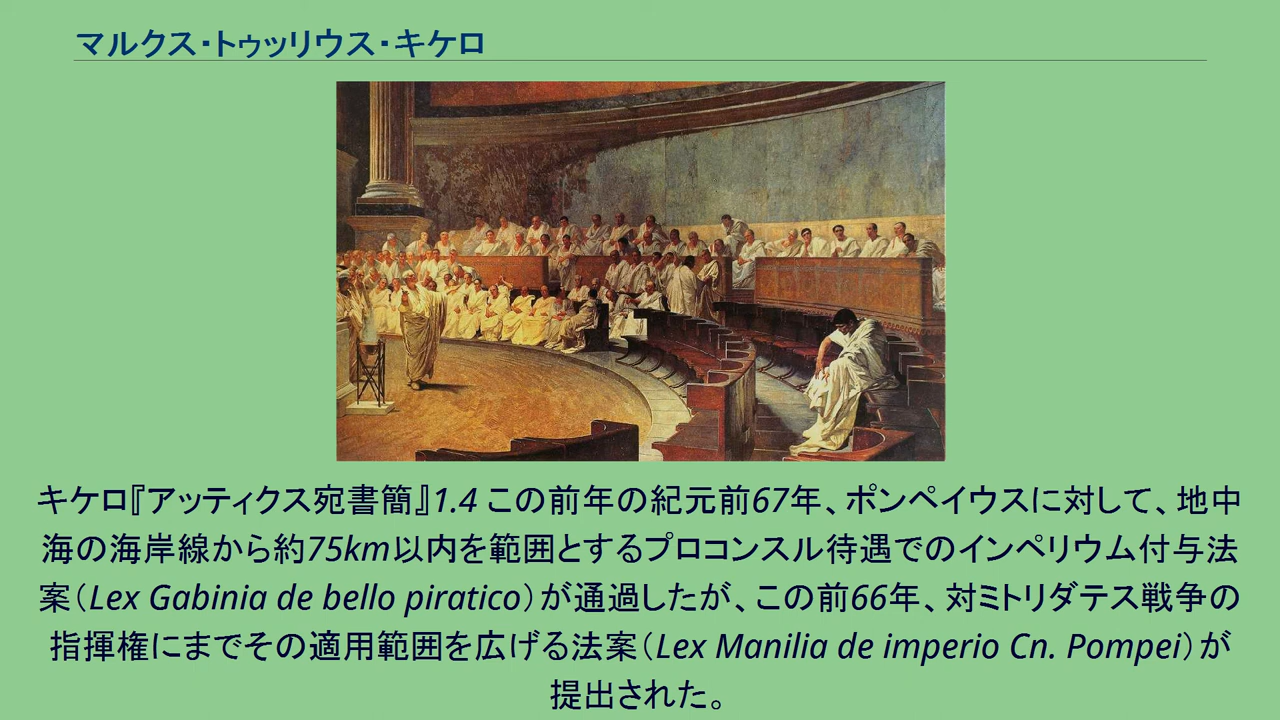 マルクス・トゥッリウス・キケロ
キケロ『アッティクス宛書簡』1.4 この前年の紀元前67年、ポンペイウスに対して、地中
海の海岸線から約75km以内を範囲とするプロコンスル待遇でのインペリウム付与法
案（Lex Gabinia de bello piratico）が通過したが、この前66年、対ミトリダテス戦争の
指揮権にまでその適用範囲を広げる法案（Lex Manilia de imperio Cn. Pompei）が
提出された。